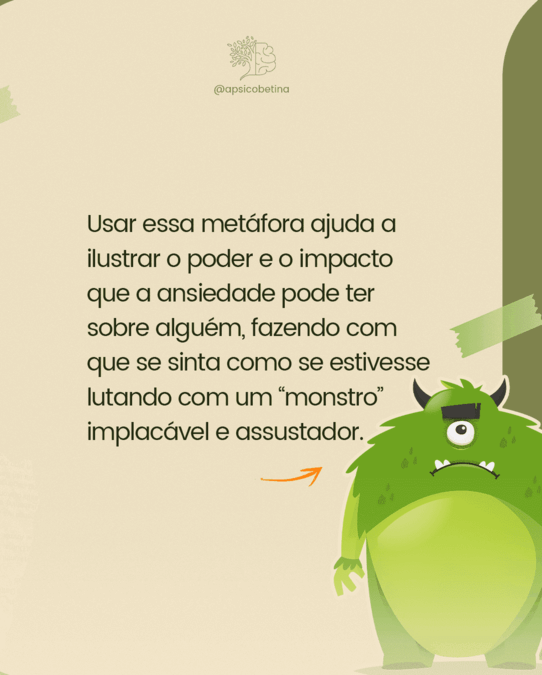 @apsicobetina
Usar essa metáfora ajuda a
ilustrar o poder e o impacto
que a ansiedade pode ter
sobre alguém, fazendo com
que se sinta como se estivesse
lutando com um “monstro”
implacável e assustador.